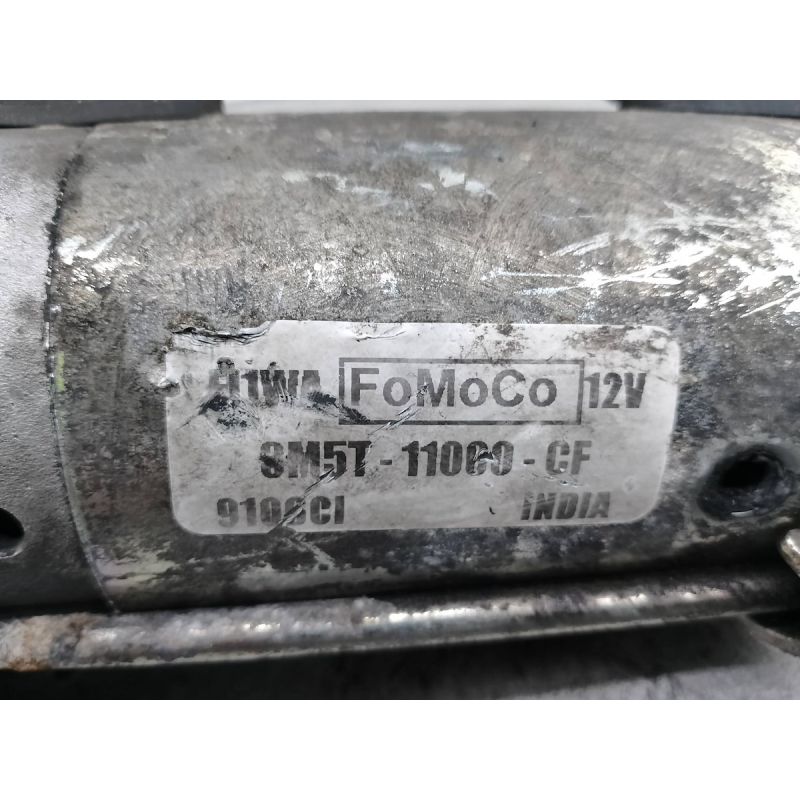 FoMoCo 12V
8M5T - 11000 - CF
INDIA